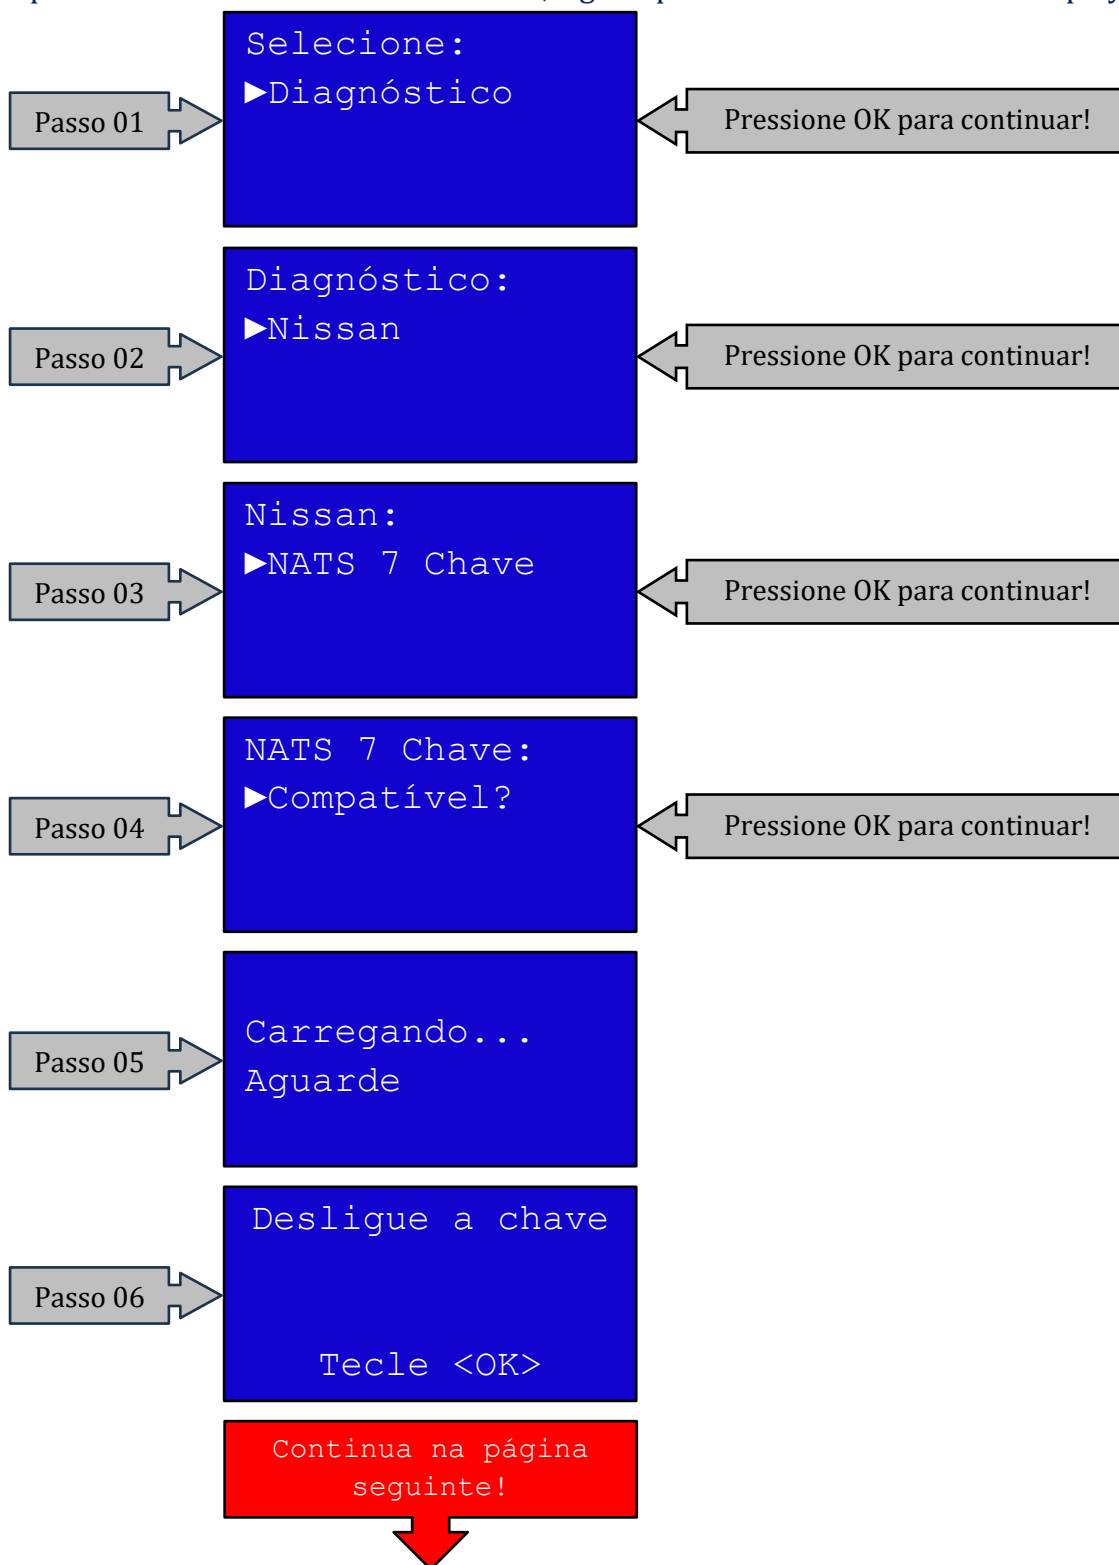 Selecione:
►Diagnóstico
Passo 01
Pressione OK para continuar!
Diagnóstico:
►Nissan
Passo 02
Pressione OK para continuar!
Nissan:
►NATS 7 Chave
Passo 03
Pressione OK para continuar!
NATS 7 Chave:
►Compatível?
Passo 04
Pressione OK para continuar!
Carregando...
Aguarde
Passo 05
Desligue a chave
Passo 06
Tecle <OK>
Continua na página
seguinte!